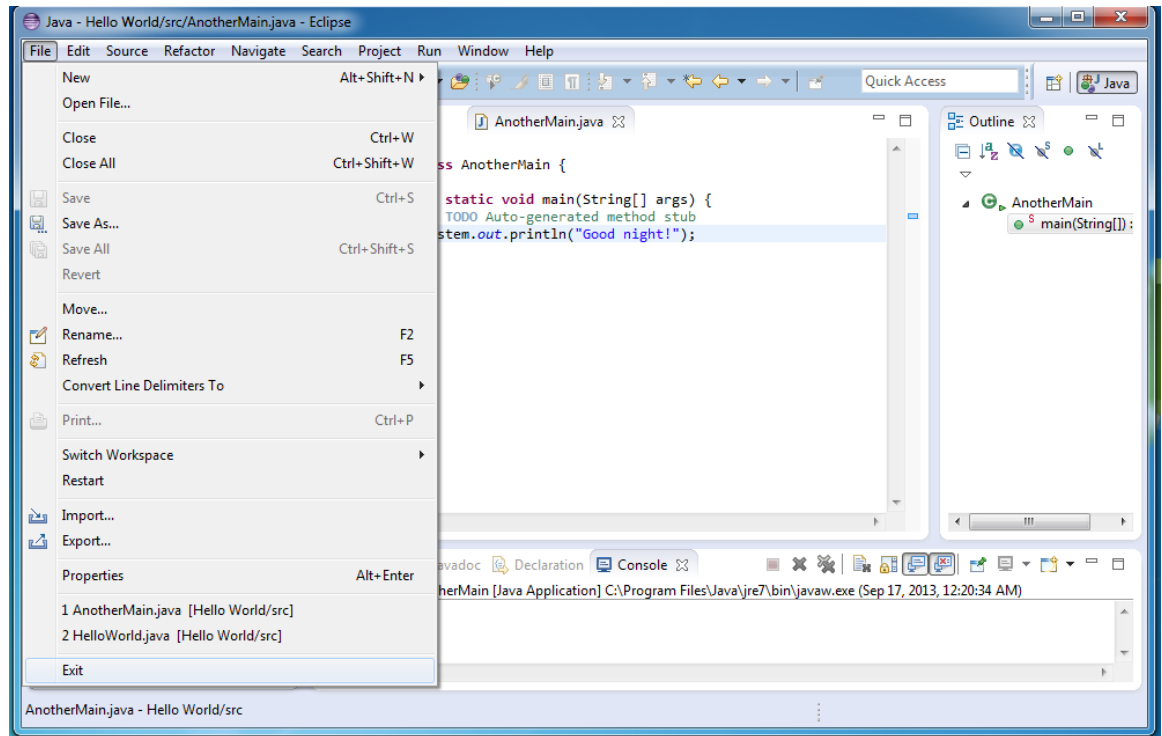 Java - Hello World/src/AnotherMain.java - Eclipse
File Edit Source Refactor Navigate Search Project Run Window Help
New Alt+Shift+N
Open File...
Close Ctrl+W
Close All Ctrl+Shift+W
Save Ctrl+S
Save As...
Save All Ctrl+Shift+S
Revert
Move...
Rename... F2
Refresh F5
Convert Line Delimiters To
Print... Ctrl+P
Switch Workspace
Restart
Import...
Export...
Properties Alt+Enter
1 AnotherMain.java [Hello World/src]
2 HelloWorld.java [Hello World/src]
Exit
Quick Access
Java
AnotherMain.java
ss AnotherMain {
static void main(String[] args) {
TODO Auto-generated method stub
stem.out.println("Good night!");
Outline
AnotherMain
main(String[]) :
avadoc Declaration Console
herMain [Java Application] C:\Program Files\Java\jre7\bin\javaw.exe (Sep 17, 2013, 12:20:34 AM)
AnotherMain.java - Hello World/src